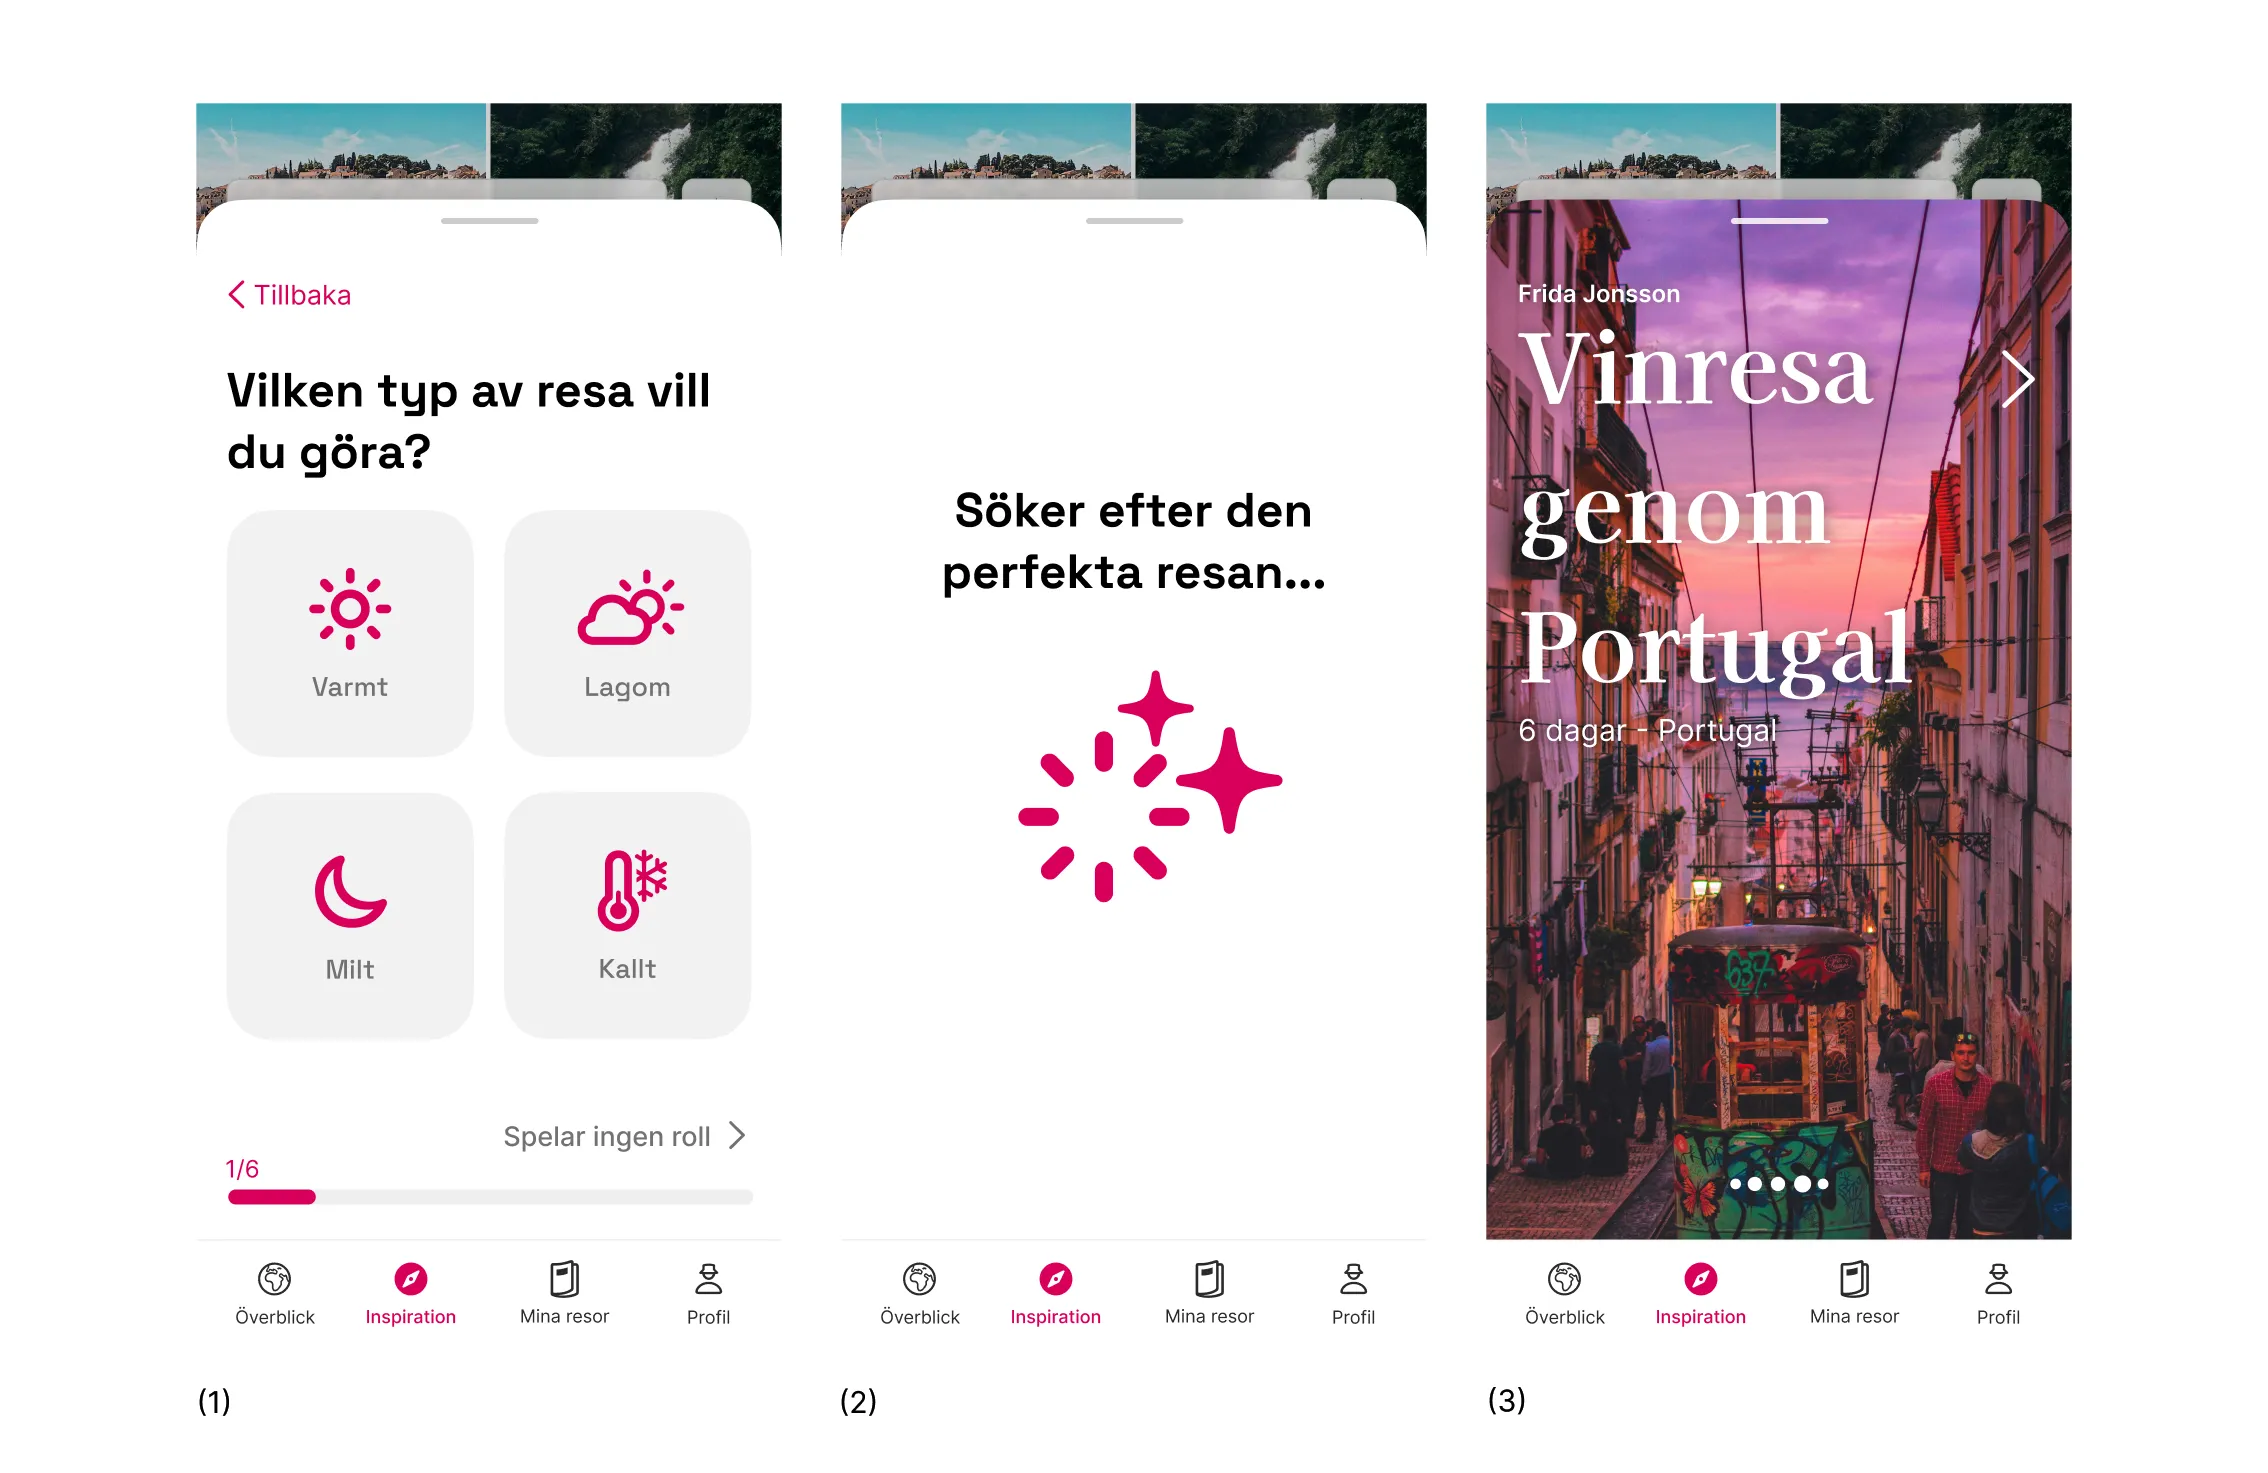 Tillbaka
Vilken typ av resa vill
du göra?
Varmt
Lagom
Milt
Kallt
Spelar ingen roll
1/6
Överblick
Inspiration
Mina resor
Profil
(1)
Söker efter den
perfekta resan...
Överblick
Inspiration
Mina resor
Profil
(2)
Frida Jonsson
Vinresa
genom
Portugal
6 dagar - Portugal
637
Överblick
Inspiration
Mina resor
Profil
(3)